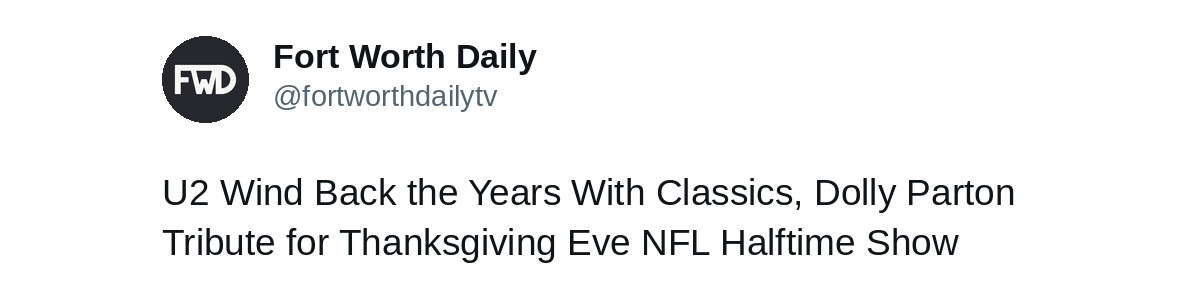 FWD
Fort Worth Daily
@fortworthdailytv
U2 Wind Back the Years With Classics, Dolly Parton
Tribute for Thanksgiving Eve NFL Halftime Show